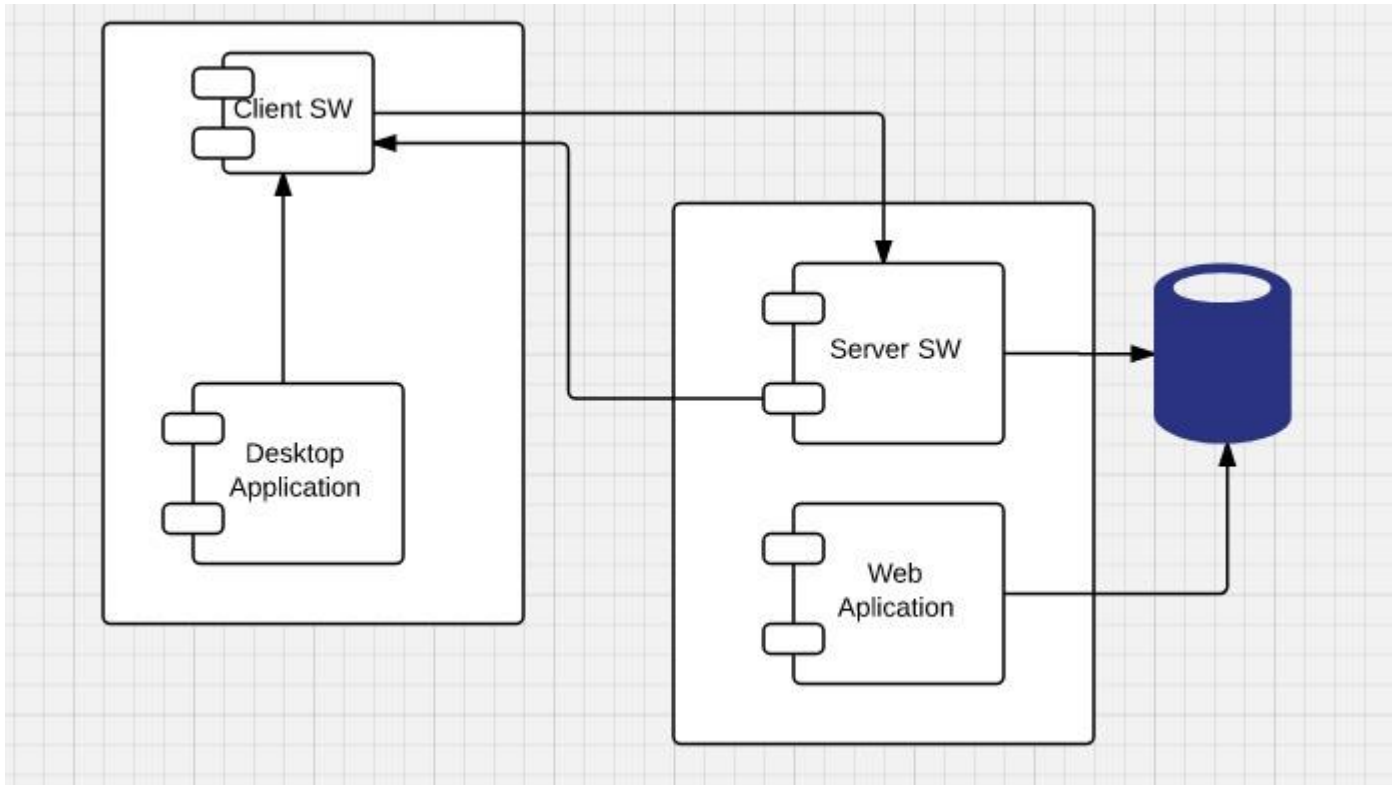 Client SW
Server SW
Desktop
Application
Web
Aplication